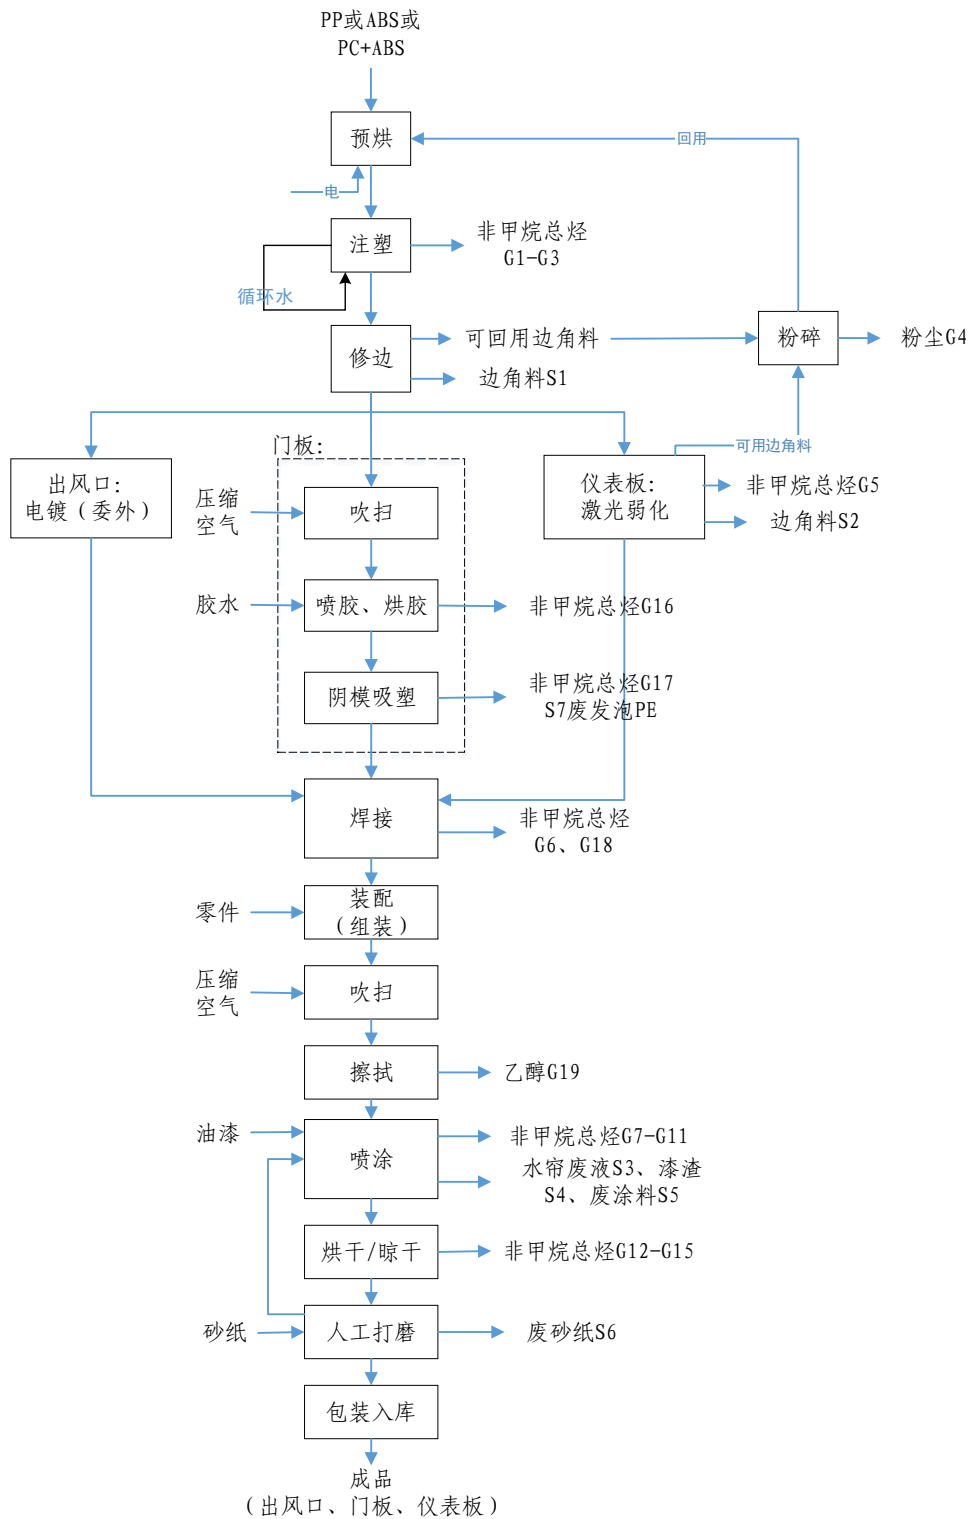 PP或ABS或
PC+ABS
预烘
回用
电
注塑
非甲烷总烃
G1-G3
循环水
修边
可回用边角料
粉碎
粉尘G4
边角料S1
门板：
可用边角料
出风口：
电镀（委外）
压缩
空气
吹扫
仪表板：
激光弱化
非甲烷总烃G5
边角料S2
胶水
喷胶、烘胶
非甲烷总烃G16
阴模吸塑
非甲烷总烃G17
S7废发泡PE
焊接
非甲烷总烃
G6、G18
零件
装配
（组装）
压缩
空气
吹扫
擦拭
乙醇G19
油漆
喷涂
非甲烷总烃G7-G11
水帘废液S3、漆渣
S4、废涂料S5
烘干/晾干
非甲烷总烃G12-G15
砂纸
人工打磨
废砂纸S6
包装入库
成品
（出风口、门板、仪表板）